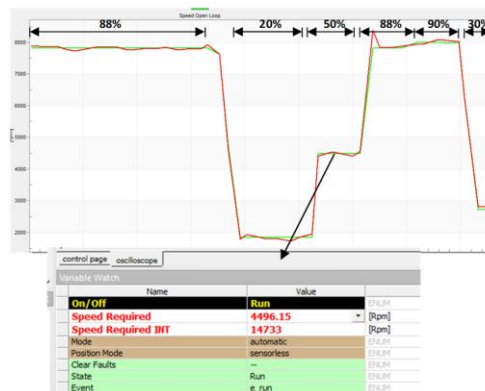 Speed Open Loop
88% 20% 50% 88% 90% 30%
8000
7000
6000
5000
4000
3000
2000
control page oscilloscope
Variable Watch
Name Value
On/Off Run ENUM
Speed Required 4496.15 [Rpm]
Speed Required INT 14733 [Rpm]
Mode automatic ENUM
Position Mode sensorless ENUM
Clear Faults -- ENUM
State Run ENUM
Event e_run ENUM